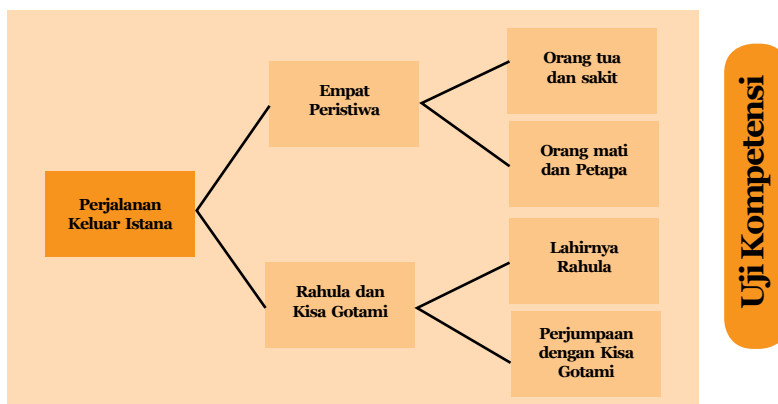 Perjalanan
Keluar Istana
Empat
Peristiwa
Orang tua
dan sakit
Orang mati
dan Petapa
Rahula dan
Kisa Gotami
Lahirnya
Rahula
Perjumpaan
dengan Kisa
Gotami
Uji Kompetensi